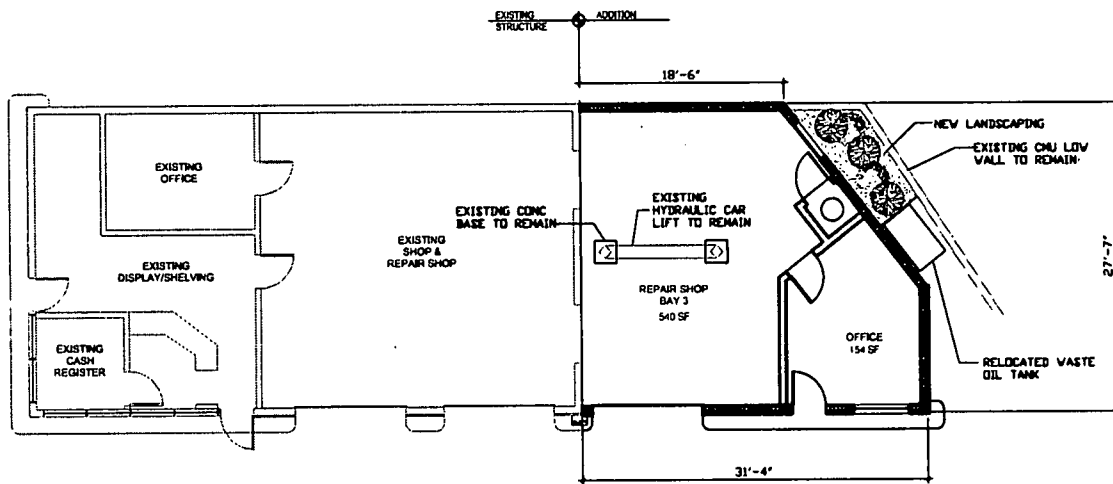 EXISTING
STRUCTURE
ADDITION
18'-6"
NEW LANDSCAPING
EXISTING CMU LOW
WALL TO REMAIN
EXISTING
OFFICE
EXISTING CONC
BASE TO REMAIN
EXISTING
HYDRAULIC CAR
LIFT TO REMAIN
EXISTING
SHOP &
REPAIR SHOP
EXISTING
DISPLAY/SHELVING
REPAIR SHOP
BAY 3
540 SF
27'-7"
OFFICE
154 SF
EXISTING
CASH
REGISTER
RELOCATED WASTE
OIL TANK
31'-4"